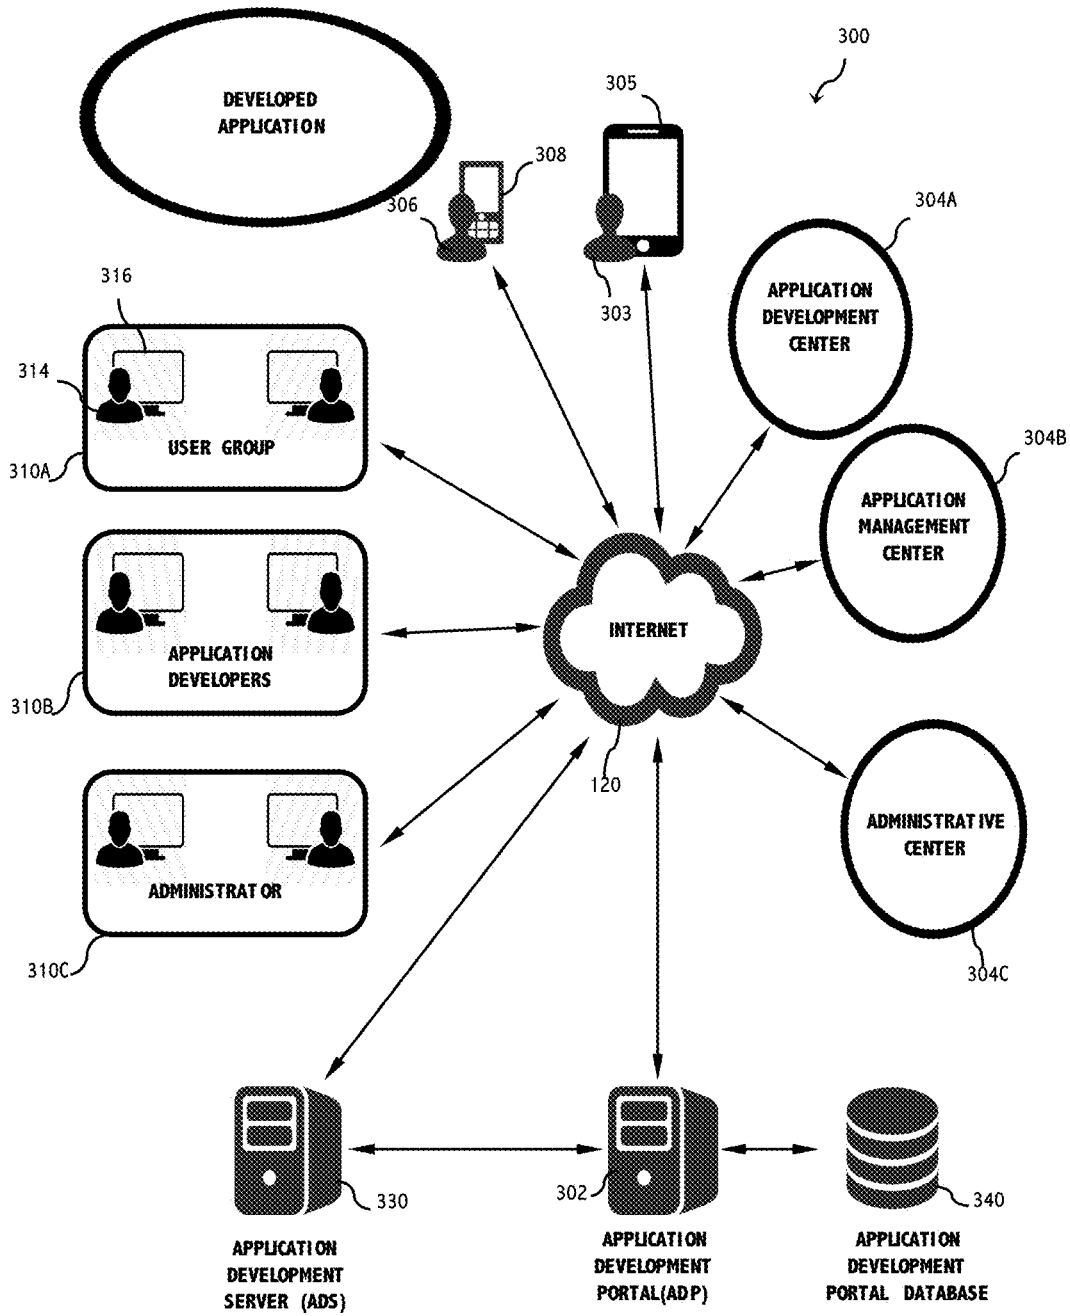 300
305
DEVELOPED
APPLICATION
308
306
304A
316
303
APPLICATION
DEVELOPMENT
CENTER
314
USER GROUP
310A
304B
APPLICATION
MANAGEMENT
CENTER
INTERNET
APPLICATION
DEVELOPERS
310B
120
ADMINISTRATIVE
CENTER
ADMINISTRATOR
310C
304C
330
302
340
APPLICATION
DEVELOPMENT
SERVER (ADS)
APPLICATION
DEVELOPMENT
PORTAL(ADP)
APPLICATION
DEVELOPMENT
PORTAL DATABASE